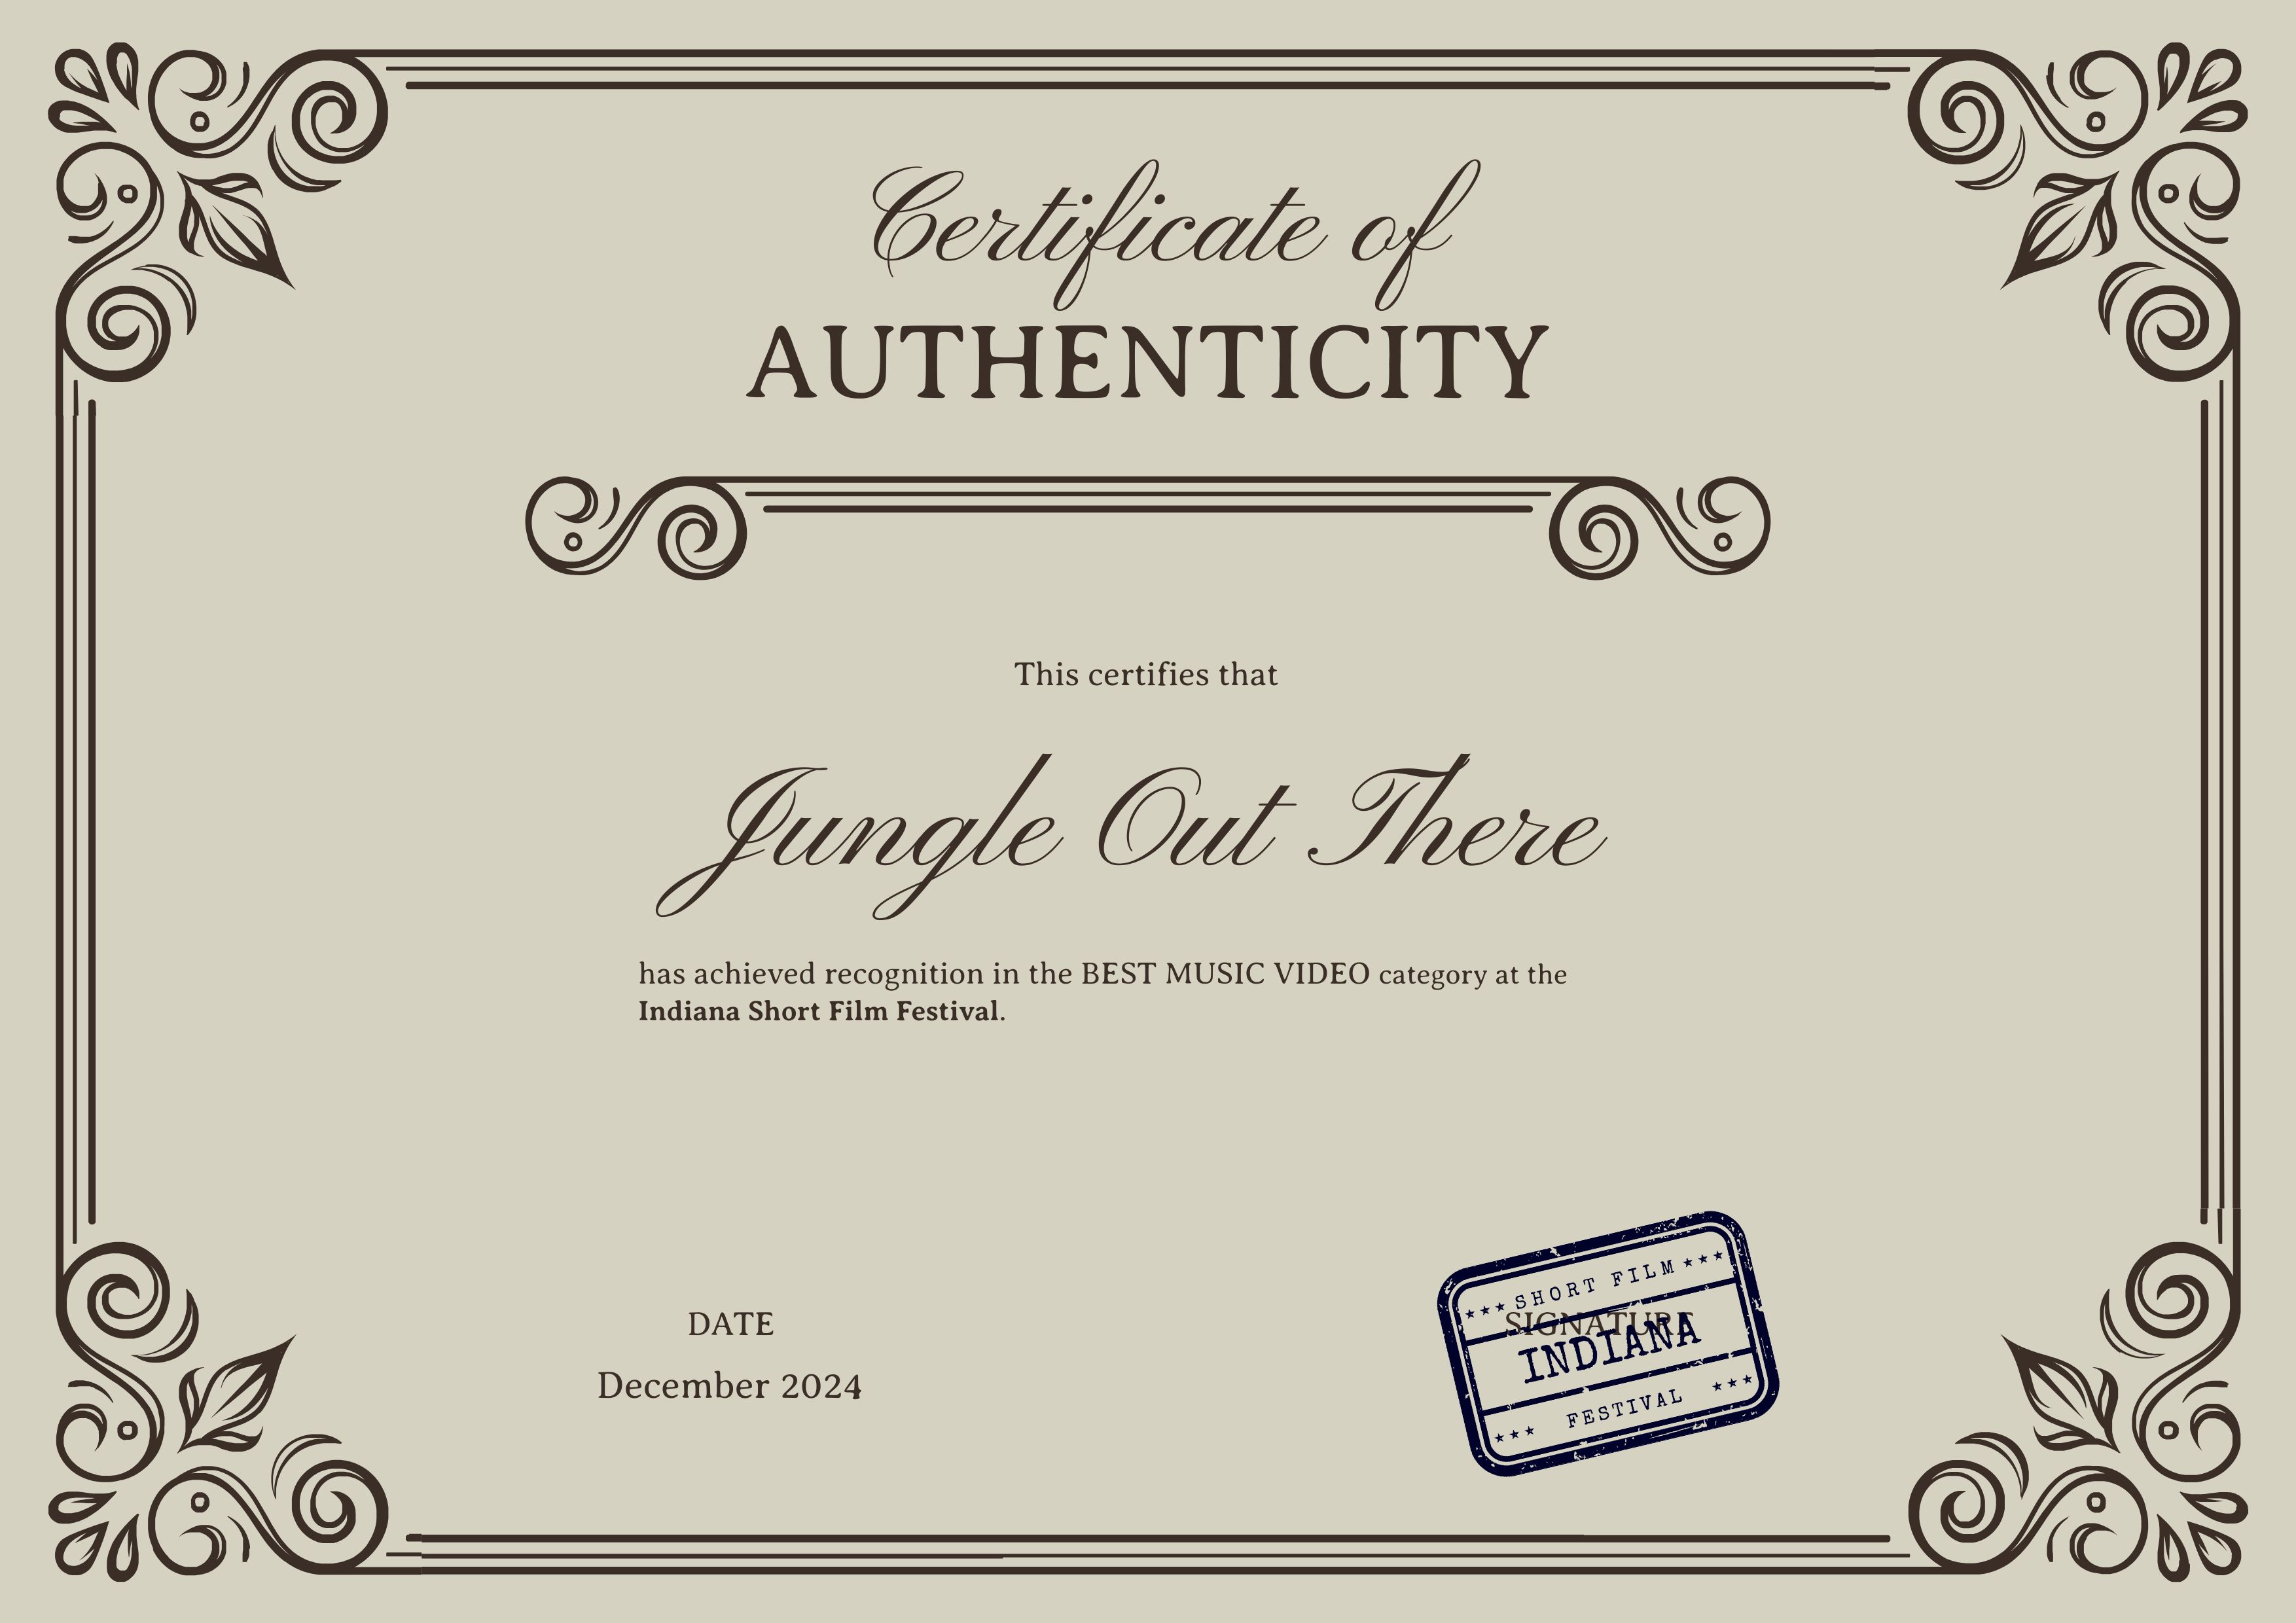 Certificate of
AUTHENTICITY
This certifies that
Jungle Out There
has achieved recognition in the BEST MUSIC VIDEO category at the
Indiana Short Film Festival.
DATE
December 2024
SIGNATURE
★★★ SHORT FILM ★★★
INDIANA
★★★ FESTIVAL ★★★